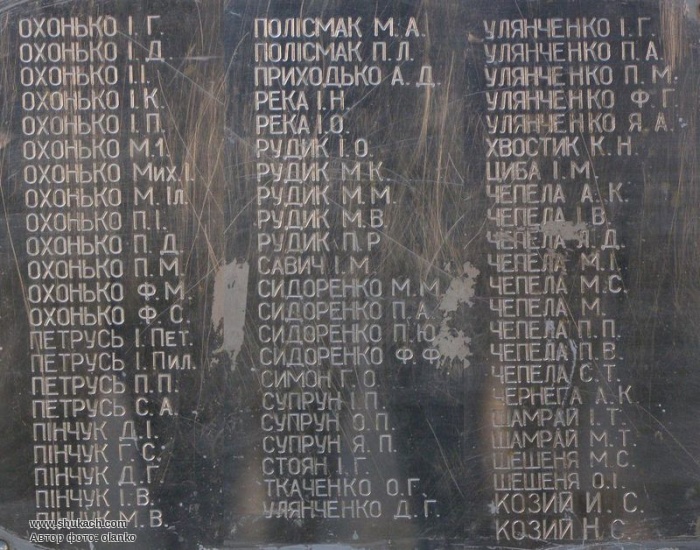 ОХОНЬКО І. Г.
ОХОНЬКО І. Д.
ОХОНЬКО І.І.
ОХОНЬКО І.К.
ОХОНЬКО І.П.
ОХОНЬКО М.І.
ОХОНЬКО Мих.І.
ОХОНЬКО М. Іл.
ОХОНЬКО П.І.
ОХОНЬКО П. Д.
ОХОНЬКО П. М.
ОХОНЬКО Ф. М.
ОХОНЬКО Ф. С.
ПЕТРУСЬ І. Пет.
ПЕТРУСЬ І. Пил.
ПЕТРУСЬ П. П.
ПЕТРУСЬ С. А.
ПІНЧУК Д. І.
ПІНЧУК Г. С.
ПІНЧУК Д. Г.
ПІНЧУК І. В.
ПІНЧУК М. В.
ПОЛІСМАК М. А.
ПОЛІСМАК П. Л.
ПРИХОДЬКО А. Д.
РЕКА І. Н.
РЕКА І. О.
РУДИК І. О.
РУДИК М. К.
РУДИК М. М.
РУДИК М. В
РУДИК П. Р
САВИЧ І. М.
СИДОРЕНКО М. М.
СИДОРЕНКО П. А.
СИДОРЕНКО П. Ю.
СИДОРЕНКО Ф. Ф.
СИМОН Г. О.
СУПРУН І. П.
СУПРУН О. П.
СУПРУН Я. П.
СТОЯН І. Г.
ТКАЧЕНКО О. Г.
УЛЯНЧЕНКО Д. Г.
УЛЯНЧЕНКО І. Г.
УЛЯНЧЕНКО П. А.
УЛЯНЧЕНКО П. М.
УЛЯНЧЕНКО Ф. Г.
УЛЯНЧЕНКО Я. А.
ХВОСТИК К. Н.
ЦИБА І. М.
ЧЕПЕЛА А. К.
ЧЕПЕЛА І. В.
ЧЕПЕЛА Я. Д.
ЧЕПЕЛА М. І.
ЧЕПЕЛА М. С.
ЧЕПЕЛА М.
ЧЕПЕЛА П. П.
ЧЕПЕЛА П. В.
ЧЕПЕЛА С. Т.
ЧЕРНЕГА А. К.
ШАМРАЙ І. Т.
ШАМРАЙ М. Т.
ШЕШЕНЯ М. С.
ШЕШЕНЯ О. І.
КОЗИЙ И. С.
КОЗИЙ Н. С.
www.shukach.com
Автор фото: olanko